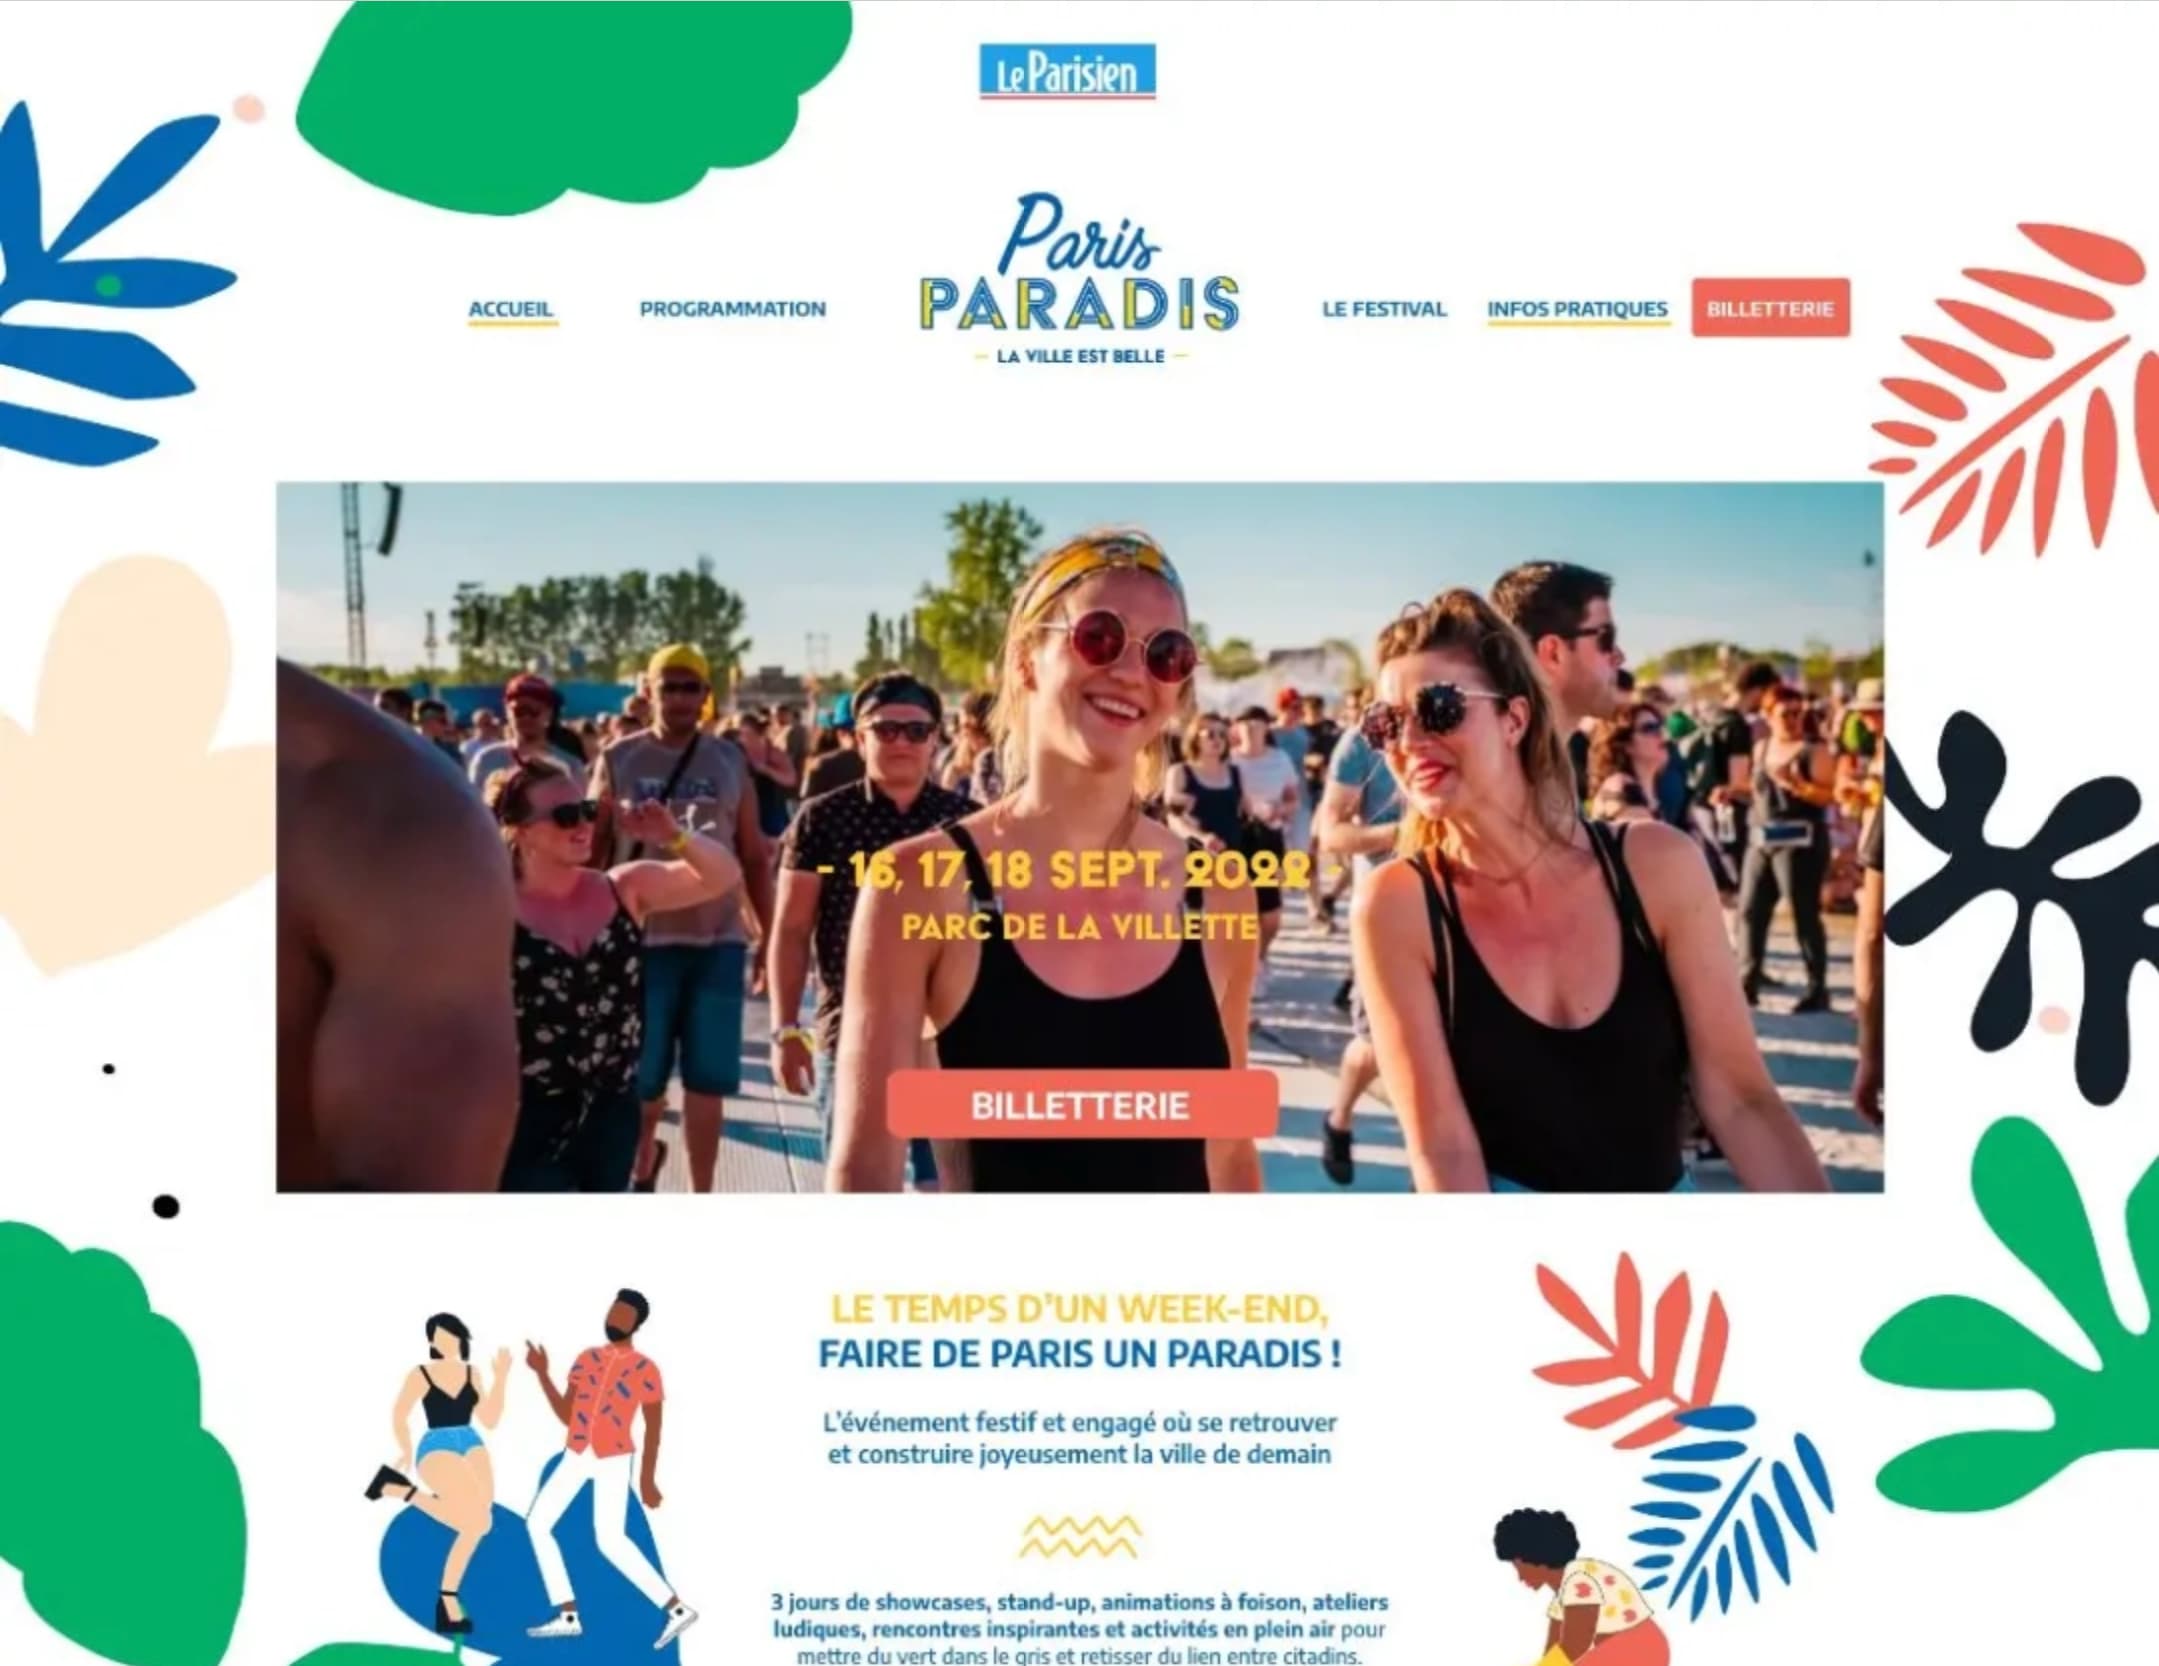 Le Parisien
Paris
PARADIS
LA VILLE EST BELLE
ACCUEIL
PROGRAMMATION
LE FESTIVAL
INFOS PRATIQUES
BILLETTERIE
- 16, 17, 18 SEPT. 2022 -
PARC DE LA VILLETTE
BILLETTERIE
LE TEMPS D'UN WEEK-END,
FAIRE DE PARIS UN PARADIS !
L'événement festif et engagé où se retrouver
et construire joyeusement la ville de demain
3 jours de showcases, stand-up, animations à foison, ateliers
ludiques, rencontres inspirantes et activités en plein air pour
mettre du vert dans le gris et retisser du lien entre citadins.